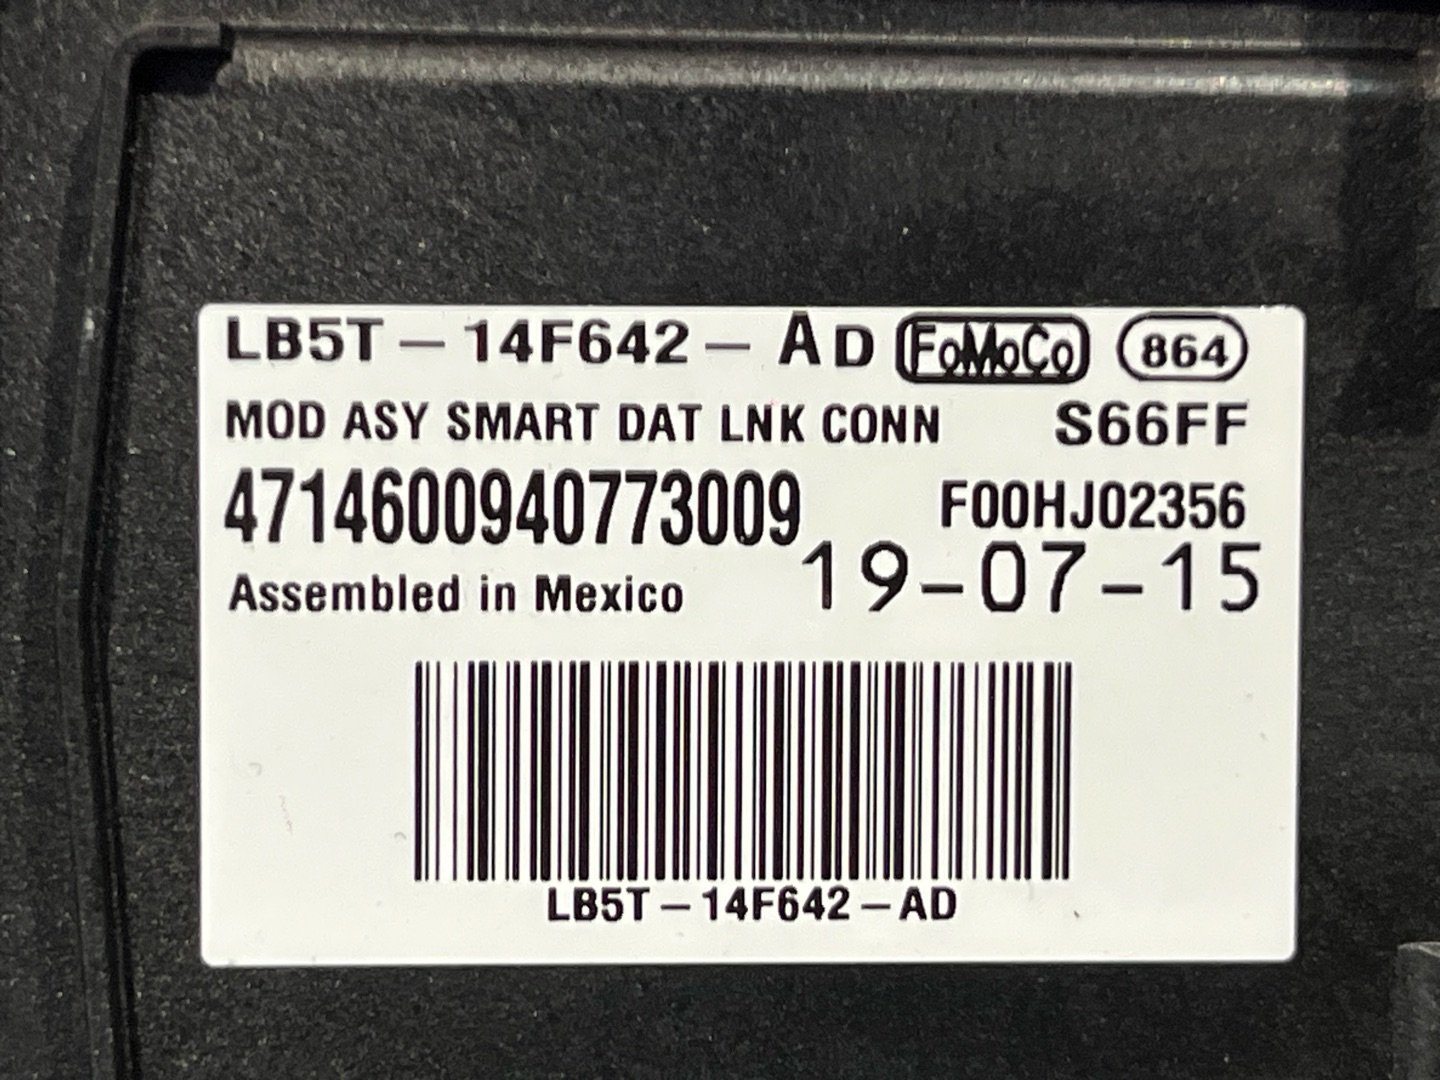 LB5T - 14F642 - AD FoMoCo 864
MOD ASY SMART DAT LNK CONN S66FF
4714600940773009 F00HJ02356
Assembled in Mexico 19-07-15
LB5T - 14F642 - AD